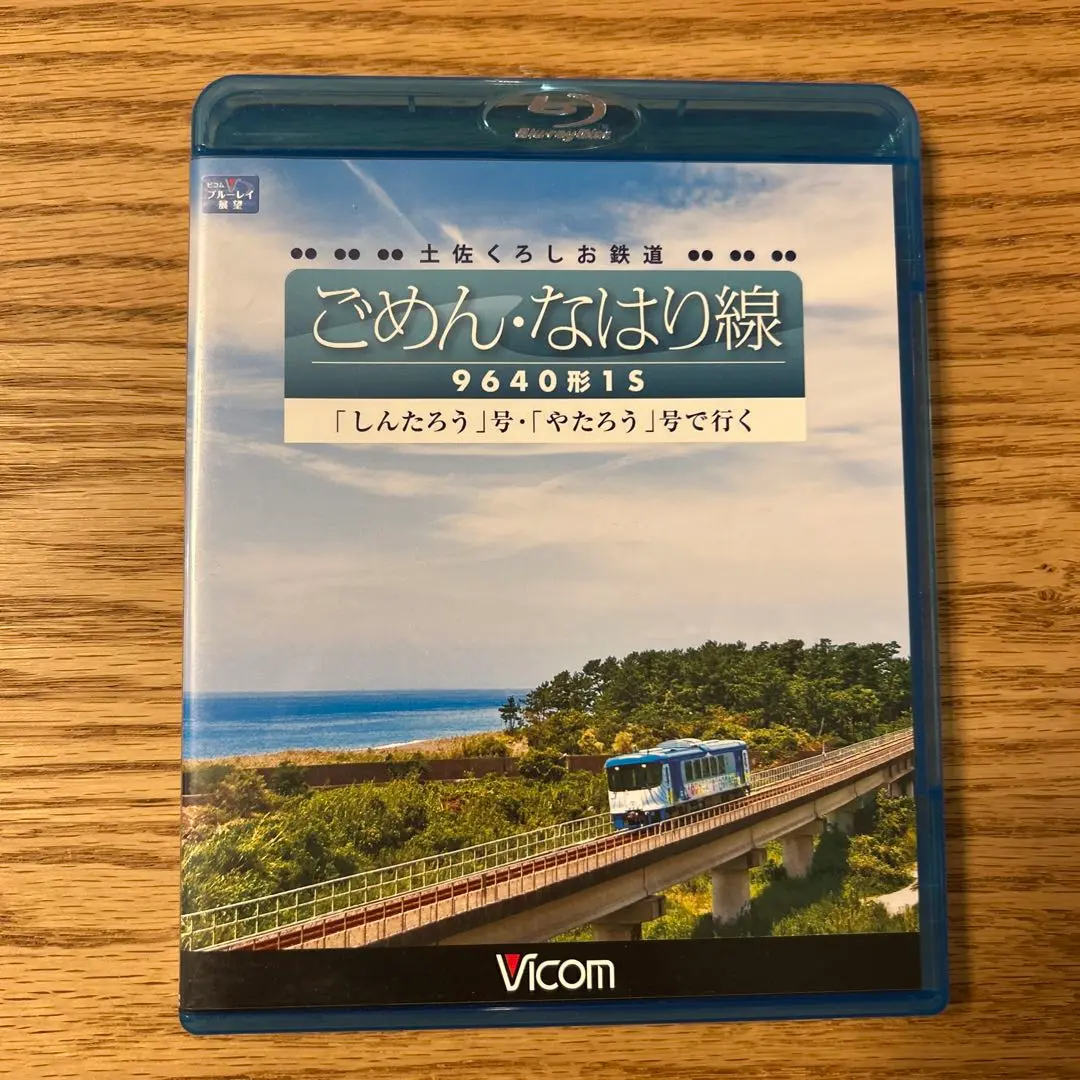 Blu-ray Disc
ビコム
ブルーレイ
展望
土佐くろしお鉄道
ごめん・なはり線
9640形1S
「しんたろう」号・「やたろう」号で行く
Vicom